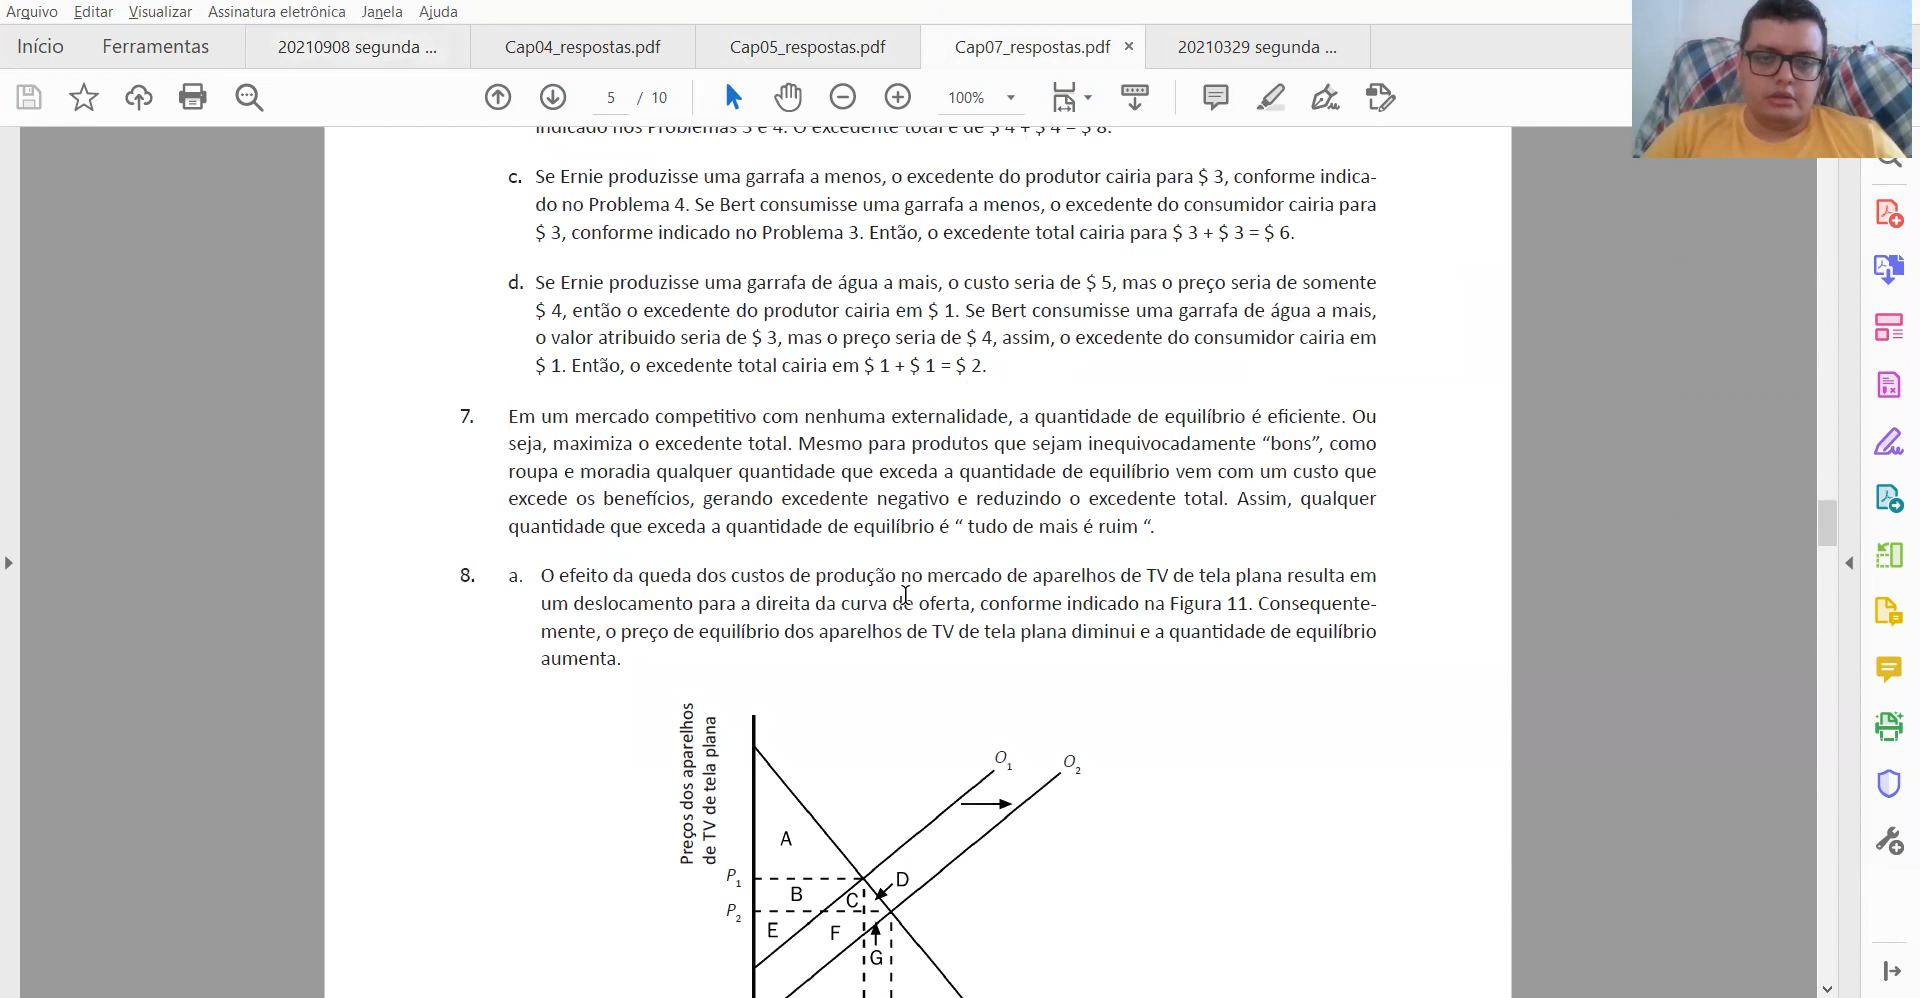 Arquivo Editar Visualizar Assinatura eletrônica Janela Ajuda
Início Ferramentas 20210908 segunda ... Cap04_respostas.pdf Cap05_respostas.pdf Cap07_respostas.pdf × 20210329 segunda ...
5 / 10 100%
indicado nos Problemas 3 e 4. O excedente total é de $ 4 + $ 4 = $ 8.
c. Se Ernie produzisse uma garrafa a menos, o excedente do produtor cairia para $ 3, conforme indica-
do no Problema 4. Se Bert consumisse uma garrafa a menos, o excedente do consumidor cairia para
$ 3, conforme indicado no Problema 3. Então, o excedente total cairia para $ 3 + $ 3 = $ 6.
d. Se Ernie produzisse uma garrafa de água a mais, o custo seria de $ 5, mas o preço seria de somente
$ 4, então o excedente do produtor cairia em $ 1. Se Bert consumisse uma garrafa de água a mais,
o valor atribuido seria de $ 3, mas o preço seria de $ 4, assim, o excedente do consumidor cairia em
$ 1. Então, o excedente total cairia em $ 1 + $ 1 = $ 2.
7. Em um mercado competitivo com nenhuma externalidade, a quantidade de equilíbrio é eficiente. Ou
seja, maximiza o excedente total. Mesmo para produtos que sejam inequivocadamente “bons”, como
roupa e moradia qualquer quantidade que exceda a quantidade de equilíbrio vem com um custo que
excede os benefícios, gerando excedente negativo e reduzindo o excedente total. Assim, qualquer
quantidade que exceda a quantidade de equilíbrio é “ tudo de mais é ruim “.
8. a. O efeito da queda dos custos de produção no mercado de aparelhos de TV de tela plana resulta em
um deslocamento para a direita da curva de oferta, conforme indicado na Figura 11. Consequente-
mente, o preço de equilíbrio dos aparelhos de TV de tela plana diminui e a quantidade de equilíbrio
aumenta.
Preços dos aparelhos
de TV de tela plana
O1 O2
A
P1
D
B
C
P2
E
F
G